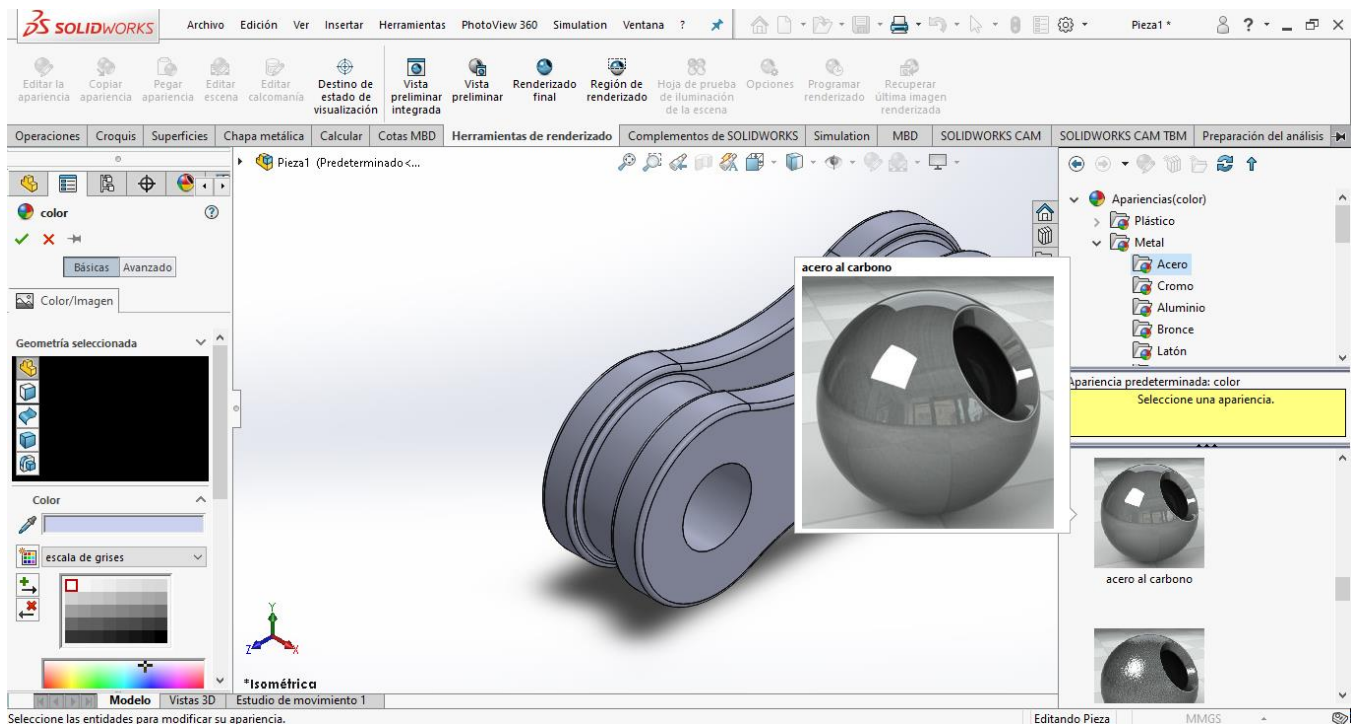 SOLIDWORKS
Archivo Edición Ver Insertar Herramientas PhotoView 360 Simulation Ventana ?
Pieza1 *
?
Editar la apariencia
Copiar apariencia
Pegar apariencia
Editar escena
Editar calcomanía
Destino de estado de visualización
Vista preliminar integrada
Vista preliminar
Renderizado final
Región de renderizado
Hoja de prueba de iluminación de la escena
Opciones
Programar renderizado
Recuperar última imagen renderizada
Operaciones Croquis Superficies Chapa metálica Calcular Cotas MBD Herramientas de renderizado Complementos de SOLIDWORKS Simulation MBD SOLIDWORKS CAM SOLIDWORKS CAM TBM Preparación del análisis
Pieza1 (Predeterminado<...
color
Básicas Avanzado
Color/Imagen
Geometría seleccionada
Color
escala de grises
acero al carbono
Y
Z X
*Isométrica
Apariencias(color)
Plástico
Metal
Acero
Cromo
Aluminio
Bronce
Latón
Apariencia predeterminada: color
Seleccione una apariencia.
acero al carbono
Modelo Vistas 3D Estudio de movimiento 1
Seleccione las entidades para modificar su apariencia.
Editando Pieza MMGS